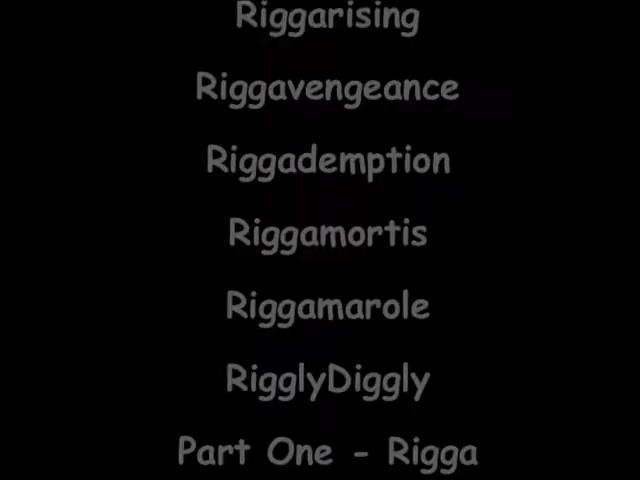 Riggarising
Riggavengeance
Riggademption
Riggamortis
Riggamarole
RigglyDiggly
Part One - Rigga